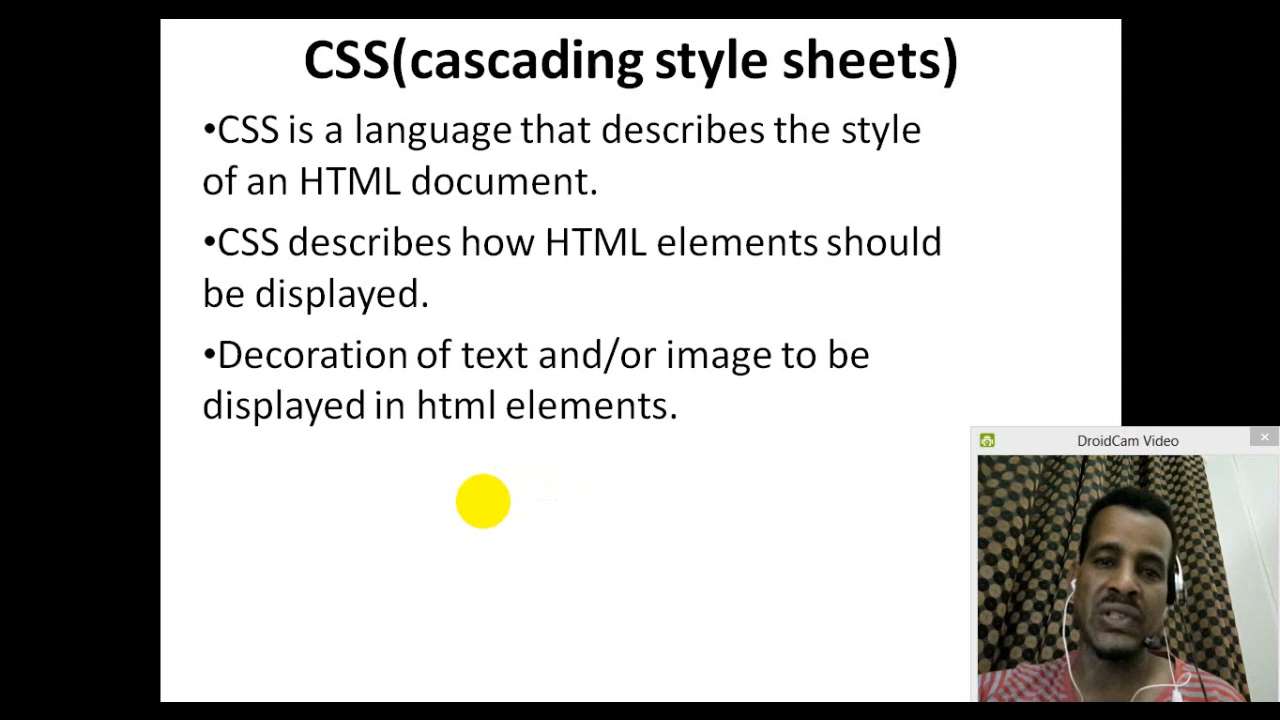 CSS(cascading style sheets)
•CSS is a language that describes the style
of an HTML document.
•CSS describes how HTML elements should
be displayed.
•Decoration of text and/or image to be
displayed in html elements.
DroidCam Video